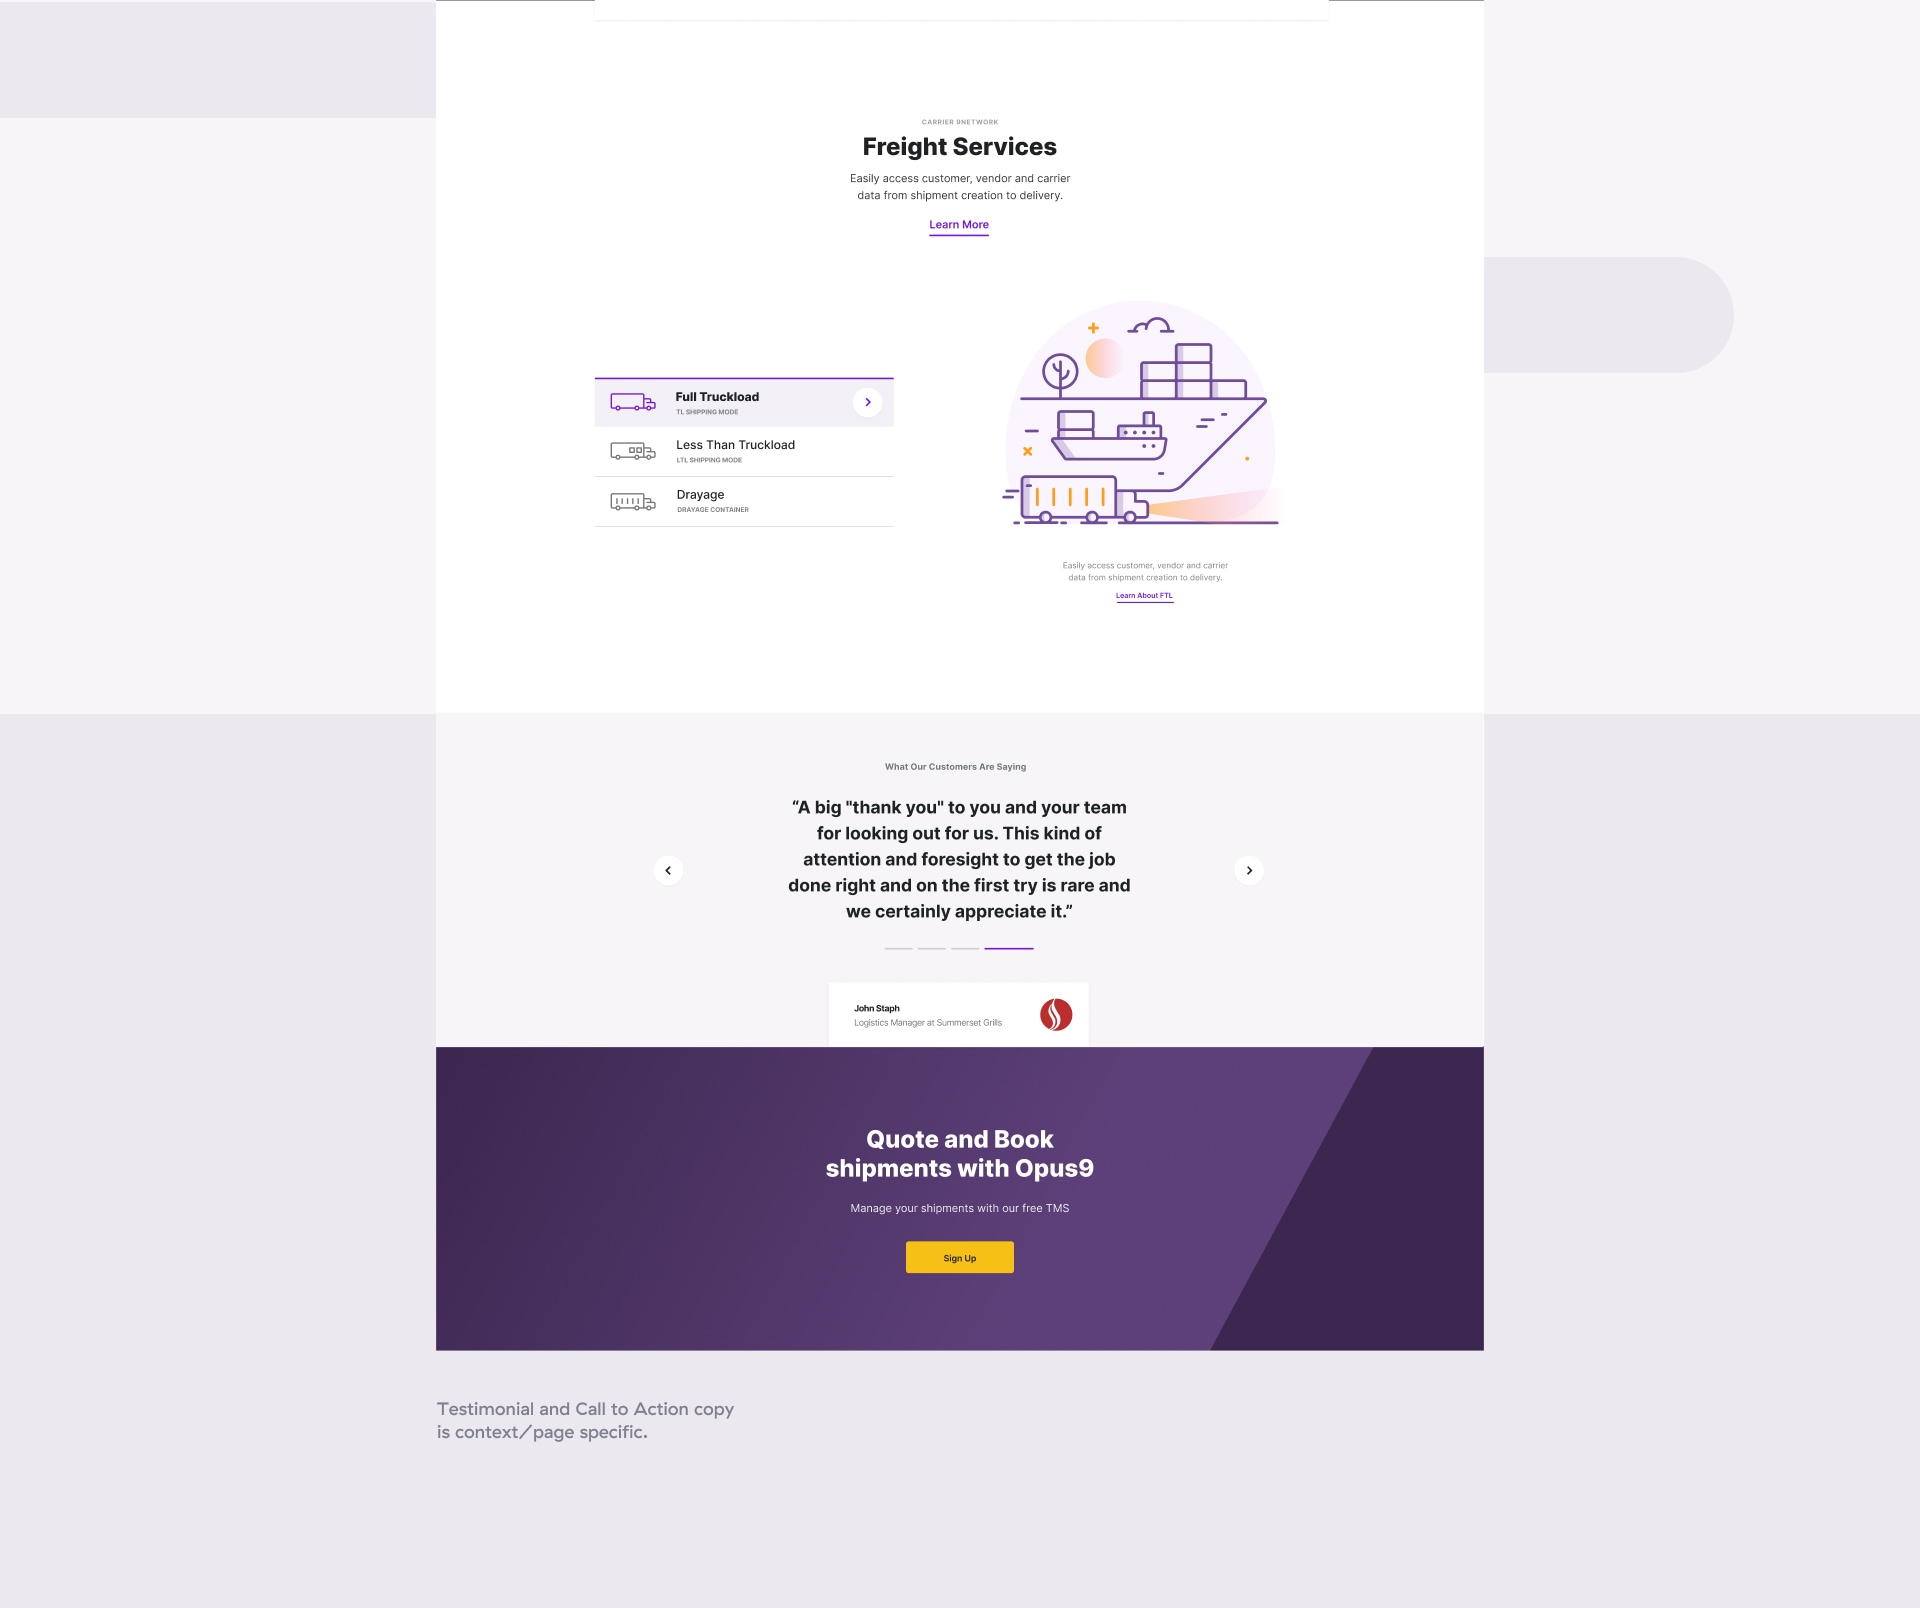 CARRIER 9NETWORK
Freight Services
Easily access customer, vendor and carrier
data from shipment creation to delivery.
Learn More
Full Truckload
TL SHIPPING MODE
Less Than Truckload
LTL SHIPPING MODE
Drayage
DRAYAGE CONTAINER
Easily access customer, vendor and carrier
data from shipment creation to delivery.
Learn About FTL
What Our Customers Are Saying
“A big "thank you" to you and your team
for looking out for us. This kind of
attention and foresight to get the job
done right and on the first try is rare and
we certainly appreciate it.”
John Staph
Logistics Manager at Summerset Grills
Quote and Book
shipments with Opus9
Manage your shipments with our free TMS
Sign Up
Testimonial and Call to Action copy
is context/page specific.